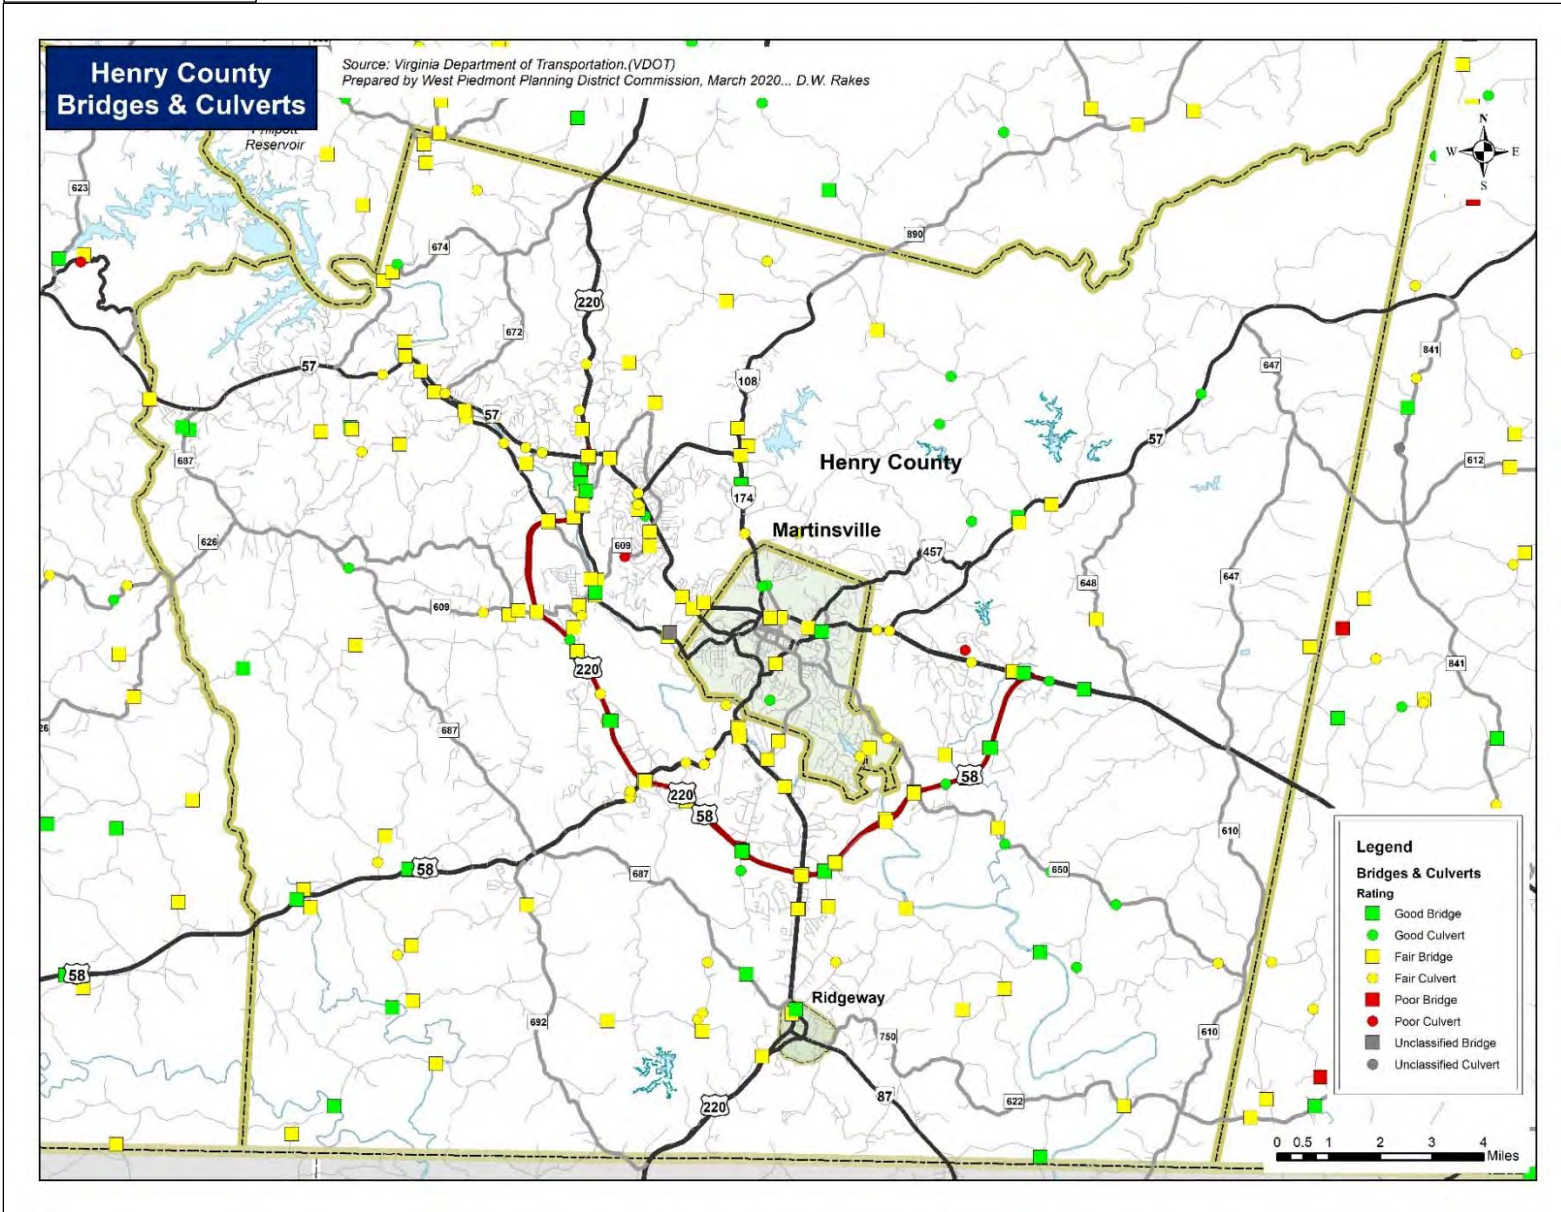 Henry County
Bridges & Culverts
Source: Virginia Department of Transportation.(VDOT)
Prepared by West Piedmont Planning District Commission, March 2020... D.W. Rakes
Philpott
Reservoir
N
W E
S
623
674
890
220
672
57
841
647
108
57
57
Henry County
612
687
174
Martinsville
626
609
457
648
647
609
220
841
687
58
220
58
610
58
687
650
58
Ridgeway
692
750
610
87
622
220
Legend
Bridges & Culverts
Rating
Good Bridge
Good Culvert
Fair Bridge
Fair Culvert
Poor Bridge
Poor Culvert
Unclassified Bridge
Unclassified Culvert
0 0.5 1 2 3 4
Miles